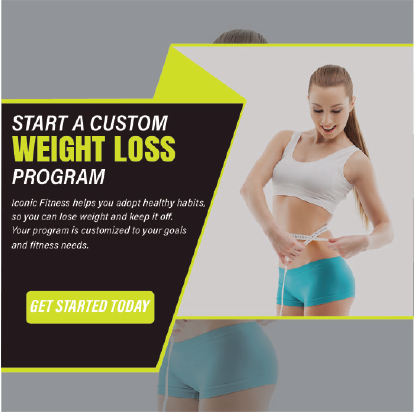 START A CUSTOM
WEIGHT LOSS
PROGRAM
Iconic Fitness helps you adopt healthy habits,
so you can lose weight and keep it off.
Your program is customized to your goals
and fitness needs.
GET STARTED TODAY